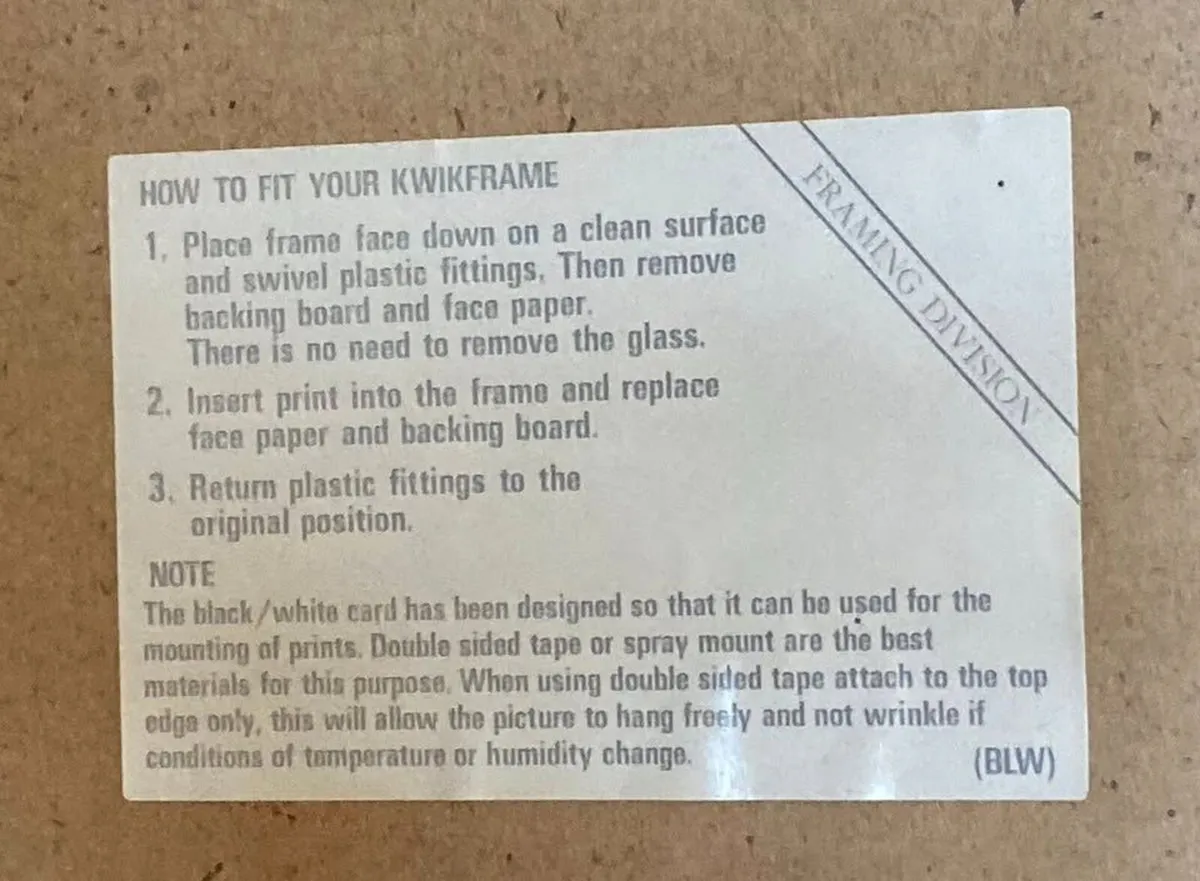 HOW TO FIT YOUR KWIKFRAME
1. Place frame face down on a clean surface
and swivel plastic fittings. Then remove
backing board and face paper.
There is no need to remove the glass.
2. Insert print into the frame and replace
face paper and backing board.
3. Return plastic fittings to the
original position.
FRAMING DIVISION
NOTE
The black/white card has been designed so that it can be used for the
mounting of prints. Double sided tape or spray mount are the best
materials for this purpose. When using double sided tape attach to the top
edge only, this will allow the picture to hang freely and not wrinkle if
conditions of temperature or humidity change.
(BLW)